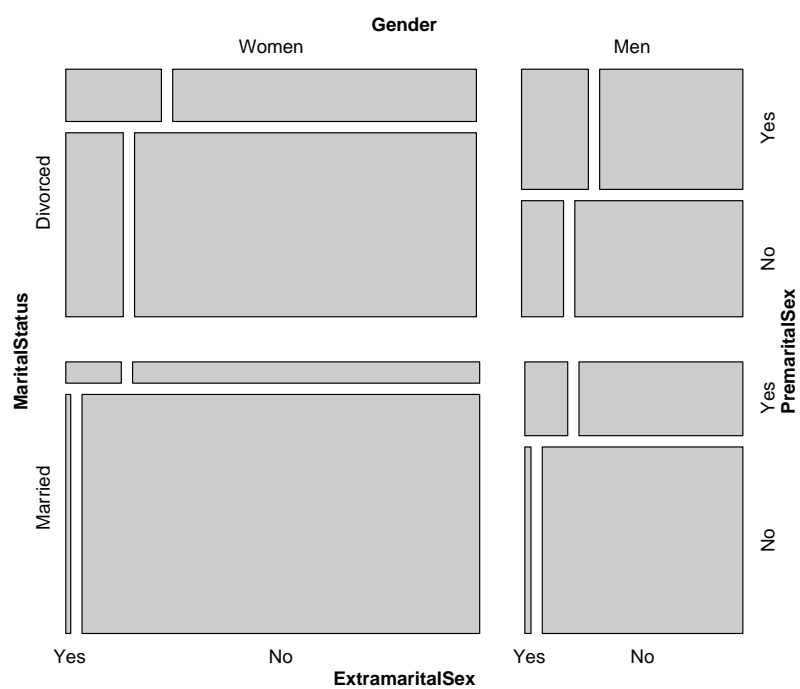 Gender
Women Men
MaritalStatus
Divorced
Married
Yes
No
Yes
No
PremaritalSex
Yes No Yes No
ExtramaritalSex